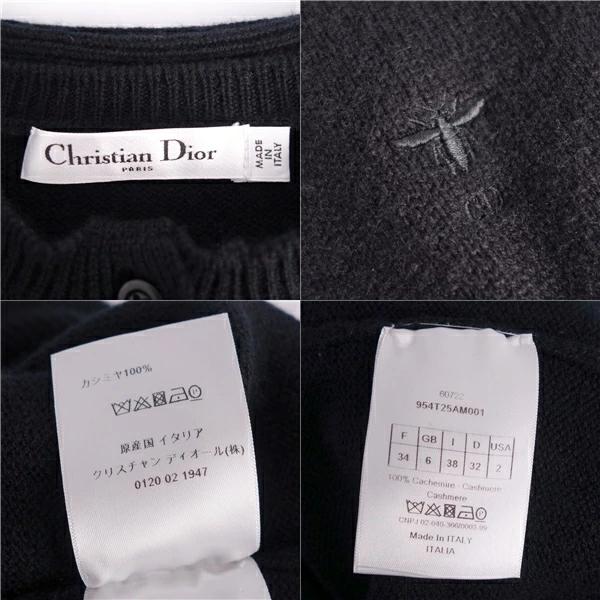 Christian Dior
PARIS
MADE
IN
ITALY
CD
カシミヤ100%
原産国 イタリア
クリスチャン ディオール(株)
0120 02 1947
60722
954T25AM001
F GB I D USA
34 6 38 32 2
100% Cachemire - Cashmere
Cashmere
Made In ITALY
ITALIA